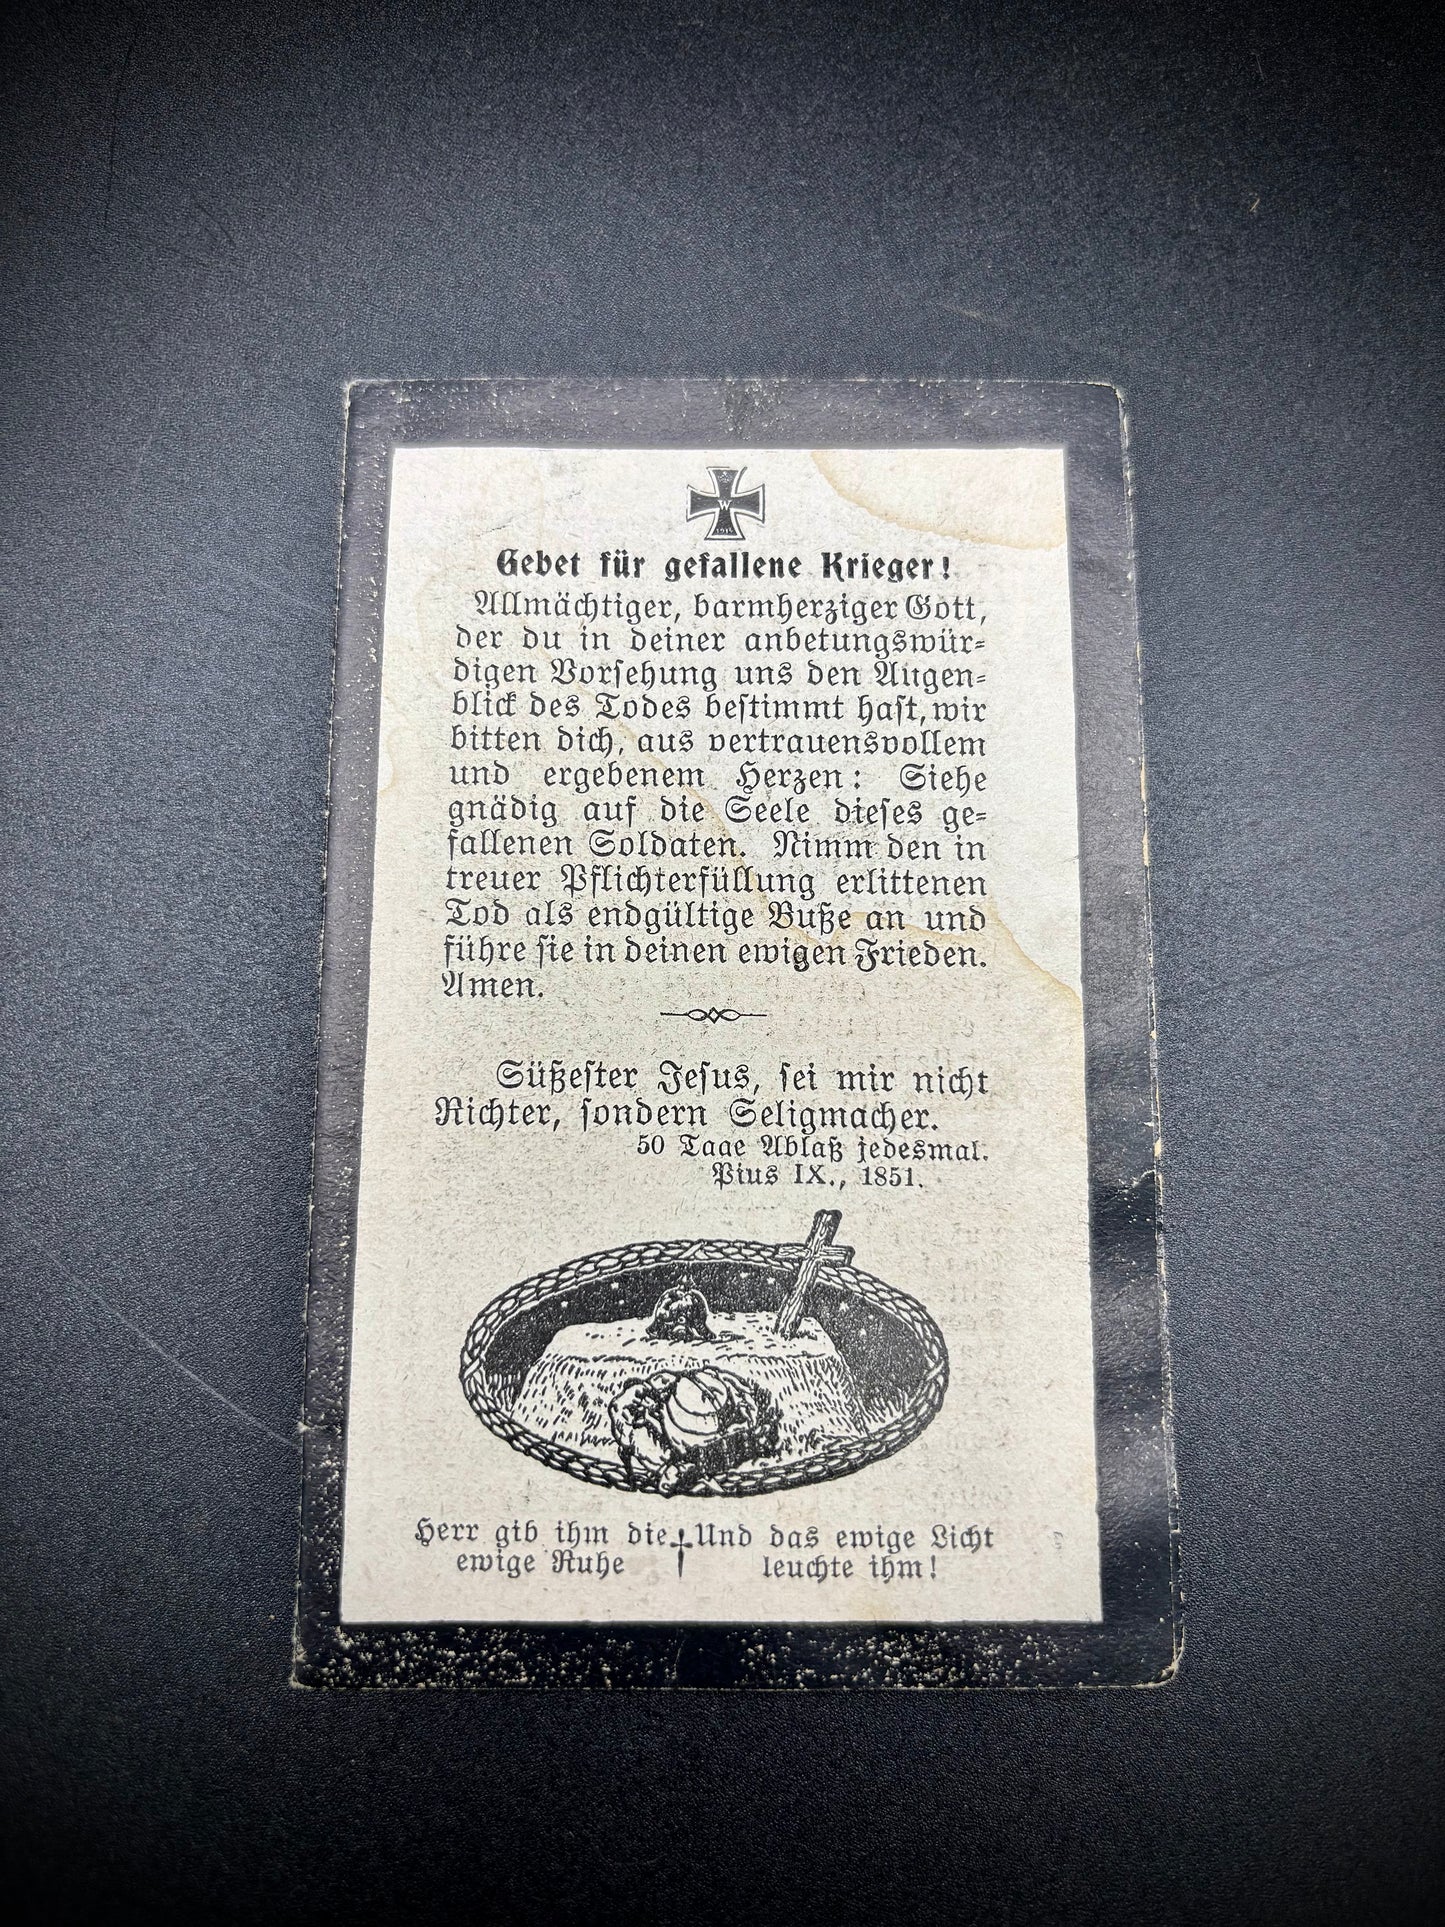 W
1914
Gebet für gefallene Krieger!
Allmächtiger, barmherziger Gott,
der du in deiner anbetungswür-
digen Vorsehung uns den Augen-
blick des Todes bestimmt hast, wir
bitten dich, aus vertrauensvollem
und ergebenem Herzen: Siehe
gnädig auf die Seele dieses ge-
fallenen Soldaten. Nimm den in
treuer Pflichterfüllung erlittenen
Tod als endgültige Buße an und
führe sie in deinen ewigen Frieden.
Amen.
Süßester Jesus, sei mir nicht
Richter, sondern Seligmacher.
50 Tage Ablaß jedesmal.
Pius IX., 1851.
Herr gib ihm die † Und das ewige Licht
ewige Ruhe leuchte ihm!